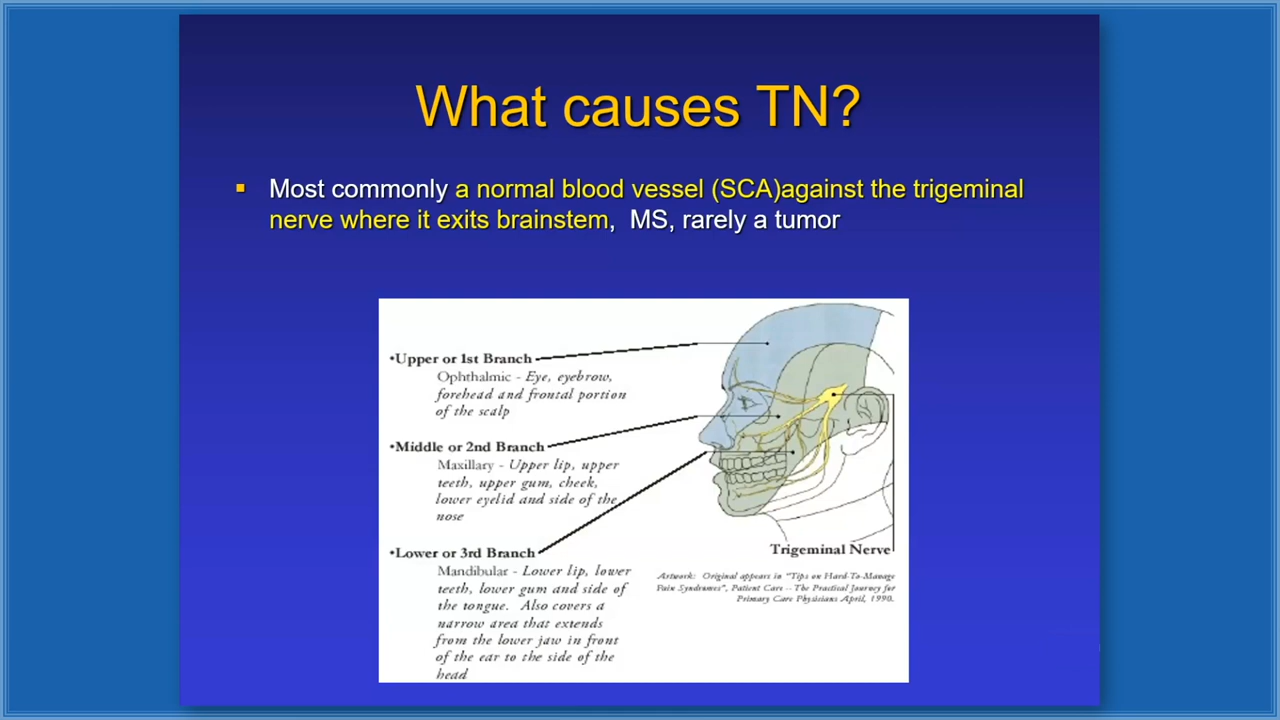 What causes TN?
▪ Most commonly a normal blood vessel (SCA)against the trigeminal
nerve where it exits brainstem, MS, rarely a tumor
•Upper or 1st Branch
Ophthalmic - Eye, eyebrow,
forehead and frontal portion
of the scalp
•Middle or 2nd Branch
Maxillary - Upper lip, upper
teeth, upper gum, cheek,
lower eyelid and side of the
nose
•Lower or 3rd Branch
Mandibular - Lower lip, lower
teeth, lower gum and side of
the tongue. Also covers a
narrow area that extends
from the lower jaw in front
of the ear to the side of the
head
Trigeminal Nerve
Artwork: Original appears in "Tips on Hard-To-Manage
Pain Syndromes", Patient Care -- The Practical Journal for
Primary Care Physicians April, 1990.